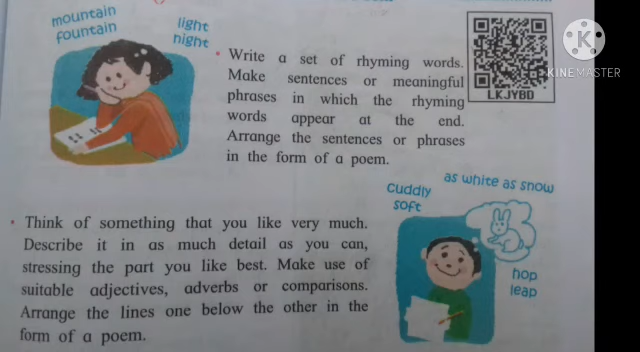 mountain
fountain
light
night
• Write a set of rhyming words.
Make sentences or meaningful
phrases in which the rhyming
words appear at the end.
Arrange the sentences or phrases
in the form of a poem.
LKJYBD
KINEMASTER
cuddly
soft
as white as snow
hop
leap
• Think of something that you like very much.
Describe it in as much detail as you can,
stressing the part you like best. Make use of
suitable adjectives, adverbs or comparisons.
Arrange the lines one below the other in the
form of a poem.